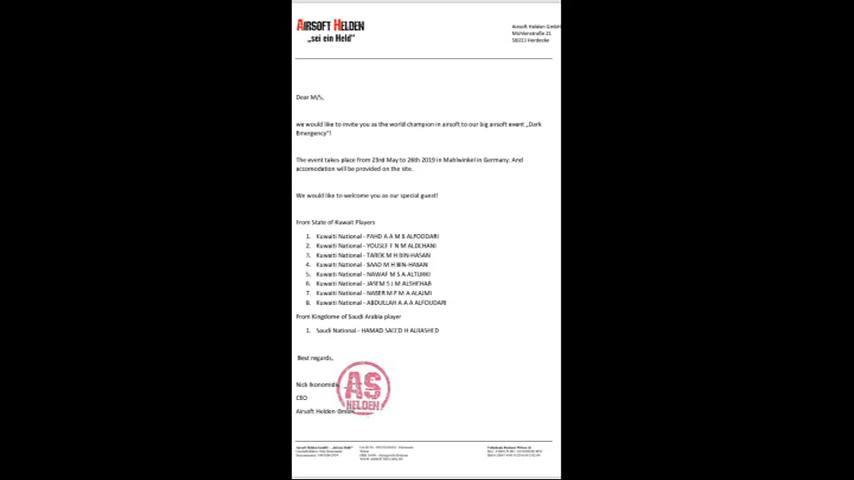 AIRSOFT HELDEN
„sei ein Held"
Airsoft Helden GmbH
Mühlenstraße 21
58313 Herdecke
Dear M/S,
we would like to invite you as the world champion in airsoft to our big airsoft event „Dark
Emergency"!
The event takes place from 23rd May to 26th 2019 in Mahlwinkel in Germany. And
accomodation will be provided on the site.
We would like to welcome you as our special guest!
From State of Kuwait Players
1. Kuwaiti National - FAHD A A M S ALFOODARI
2. Kuwaiti National - YOUSEF F N M ALDEHANI
3. Kuwaiti National - TAREK M H BIN-HASAN
4. Kuwaiti National - SAAD M H BIN-HASAN
5. Kuwaiti National - NAWAF M S A ALTURKI
6. Kuwaiti National - JASEM S J M ALSHEHAB
7. Kuwaiti National - NASER M F M A ALAJMI
8. Kuwaiti National - ABDULLAH A A A ALFOUDARI
From Kingdome of Saudi Arabia player
1. Saudi National - HAMAD SAEED H ALRASHED
Best regards,
Nick Ikonomidis
CEO
Airsoft Helden GmbH
AS
HELDEN